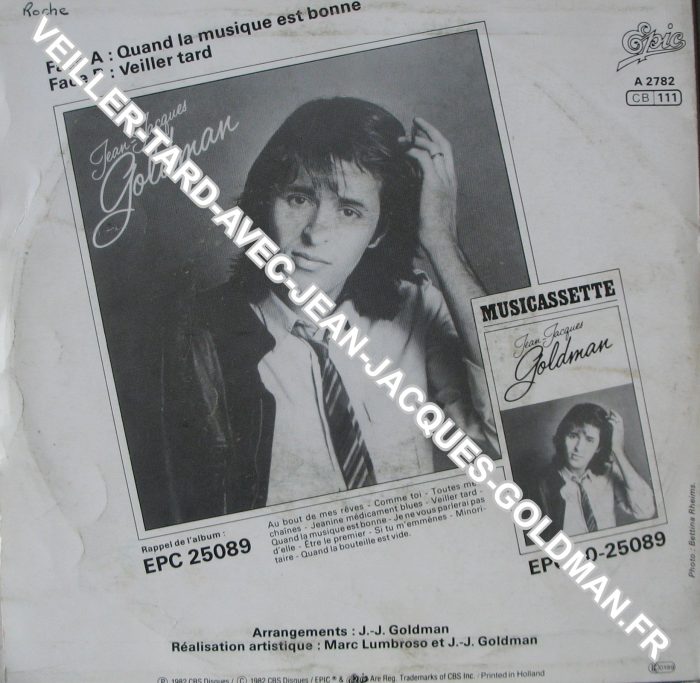 Roche
Face A : Quand la musique est bonne
Face B : Veiller tard
Epic
A 2782
CB 111
Jean-Jacques
Goldman
MUSICASSETTE
Jean-Jacques
Goldman
VEILLER-TARD-AVEC-JEAN-JACQUES-GOLDMAN.FR
Rappel de l'album :
EPC 25089
Au bout de mes rêves - Comme toi - Toutes mes
chaînes - Jeanine médicament blues - Veiller tard -
Quand la musique est bonne - Je ne vous parlerai pas
d'elle - Être le premier - Si tu m'emmènes - Minori-
taire - Quand la bouteille est vide.
EPC 40-25089
Photo : Bettina Rheims.
Arrangements : J.-J. Goldman
Réalisation artistique : Marc Lumbroso et J.-J. Goldman
℗ 1982 CBS Disques / © 1982 CBS Disques / EPIC ® & Epic Are Reg. Trademarks of CBS Inc. / Printed in Holland